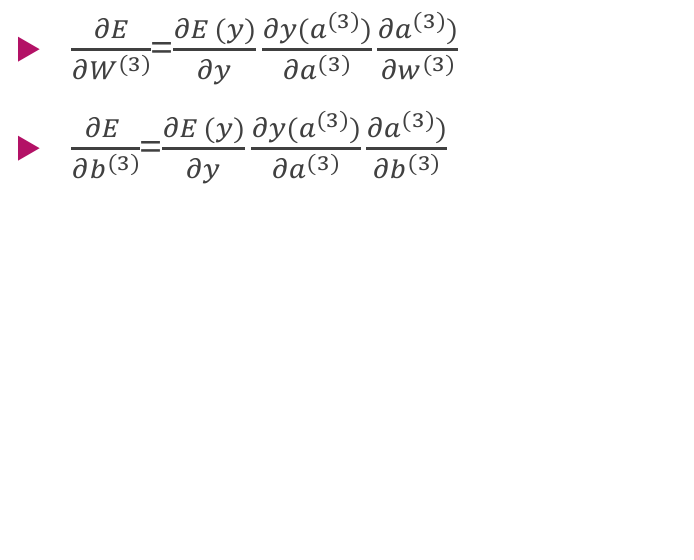 ∂E/∂W⁽³⁾=∂E (y)/∂y ∂y(a⁽³⁾)/∂a⁽³⁾ ∂a⁽³⁾)/∂w⁽³⁾
∂E/∂b⁽³⁾=∂E (y)/∂y ∂y(a⁽³⁾)/∂a⁽³⁾ ∂a⁽³⁾)/∂b⁽³⁾